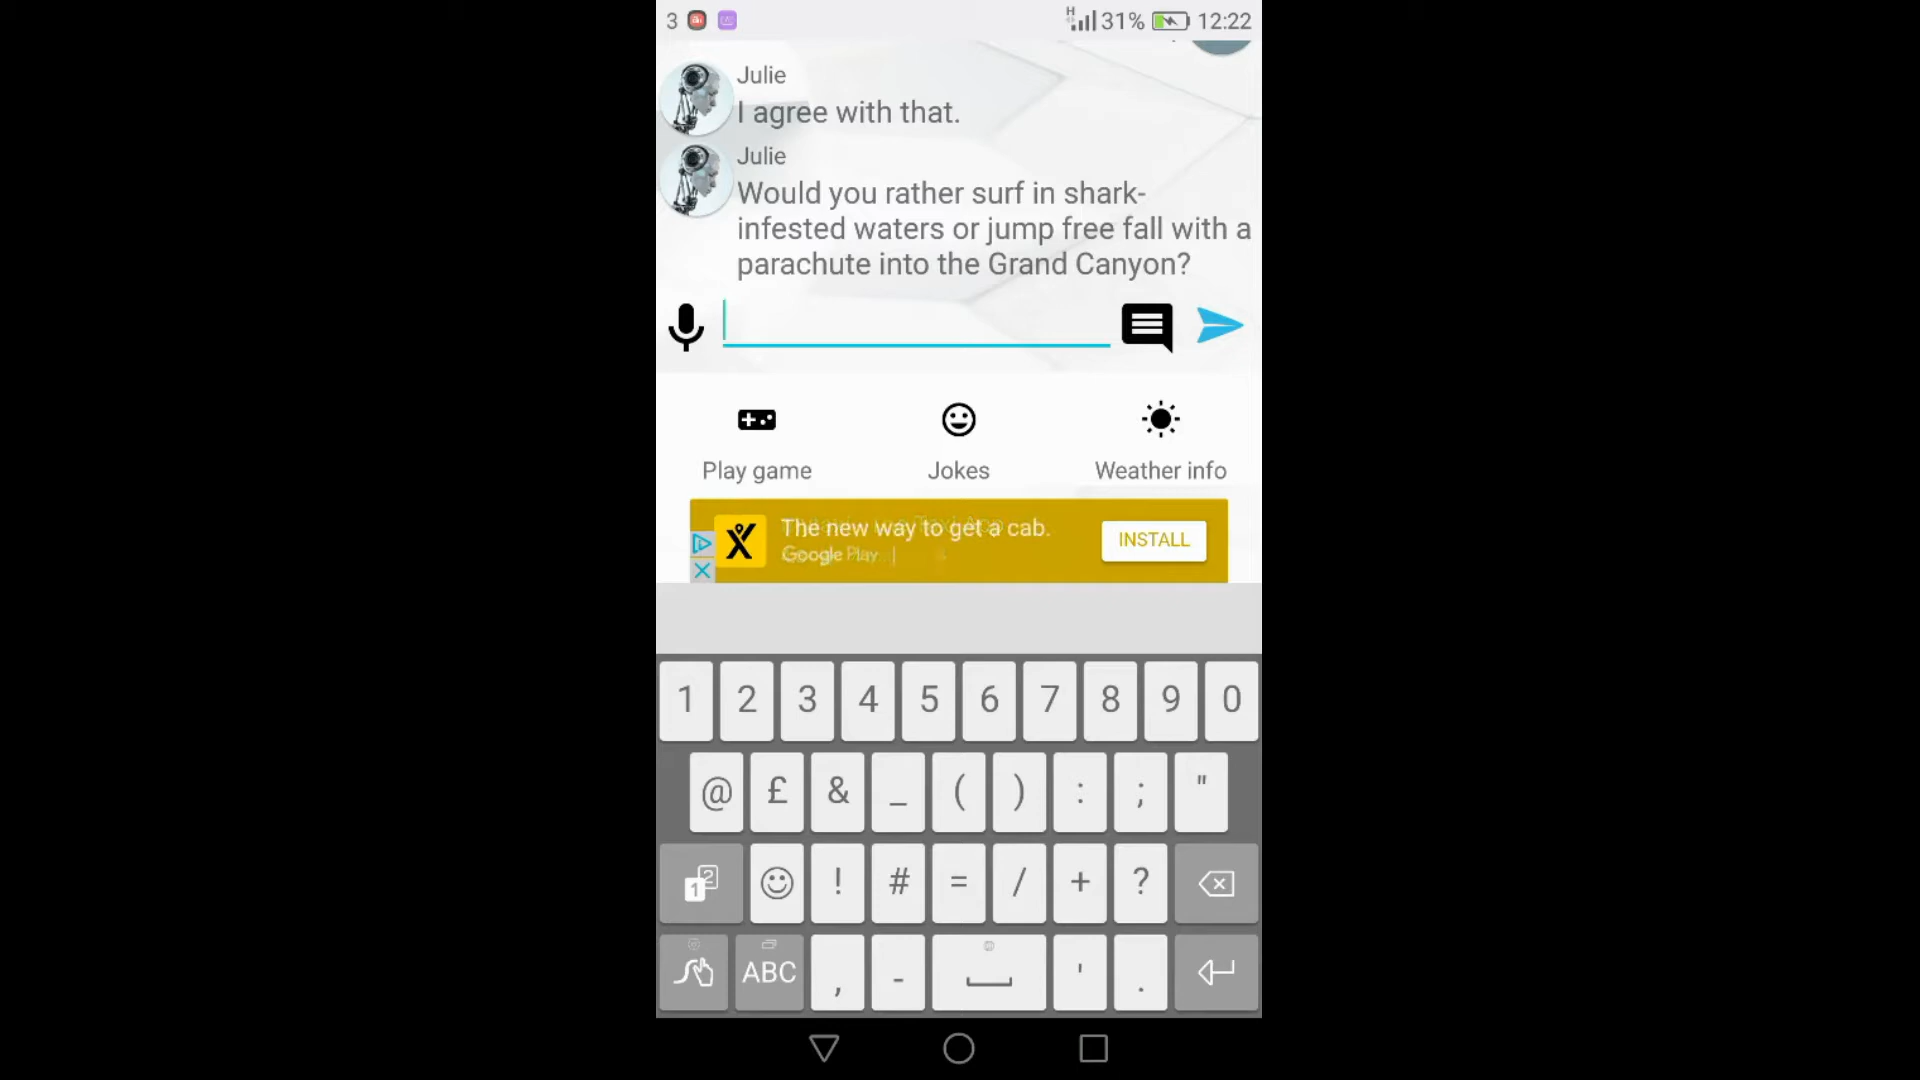 3 31% 12:22
Julie
I agree with that.
Julie
Would you rather surf in shark-
infested waters or jump free fall with a
parachute into the Grand Canyon?
Play game Jokes Weather info
The new way to get a cab.
Google Play
INSTALL
1 2 3 4 5 6 7 8 9 0
@ £ & _ ( ) : ; "
1 2 ! # = / + ?
ABC , - ' .